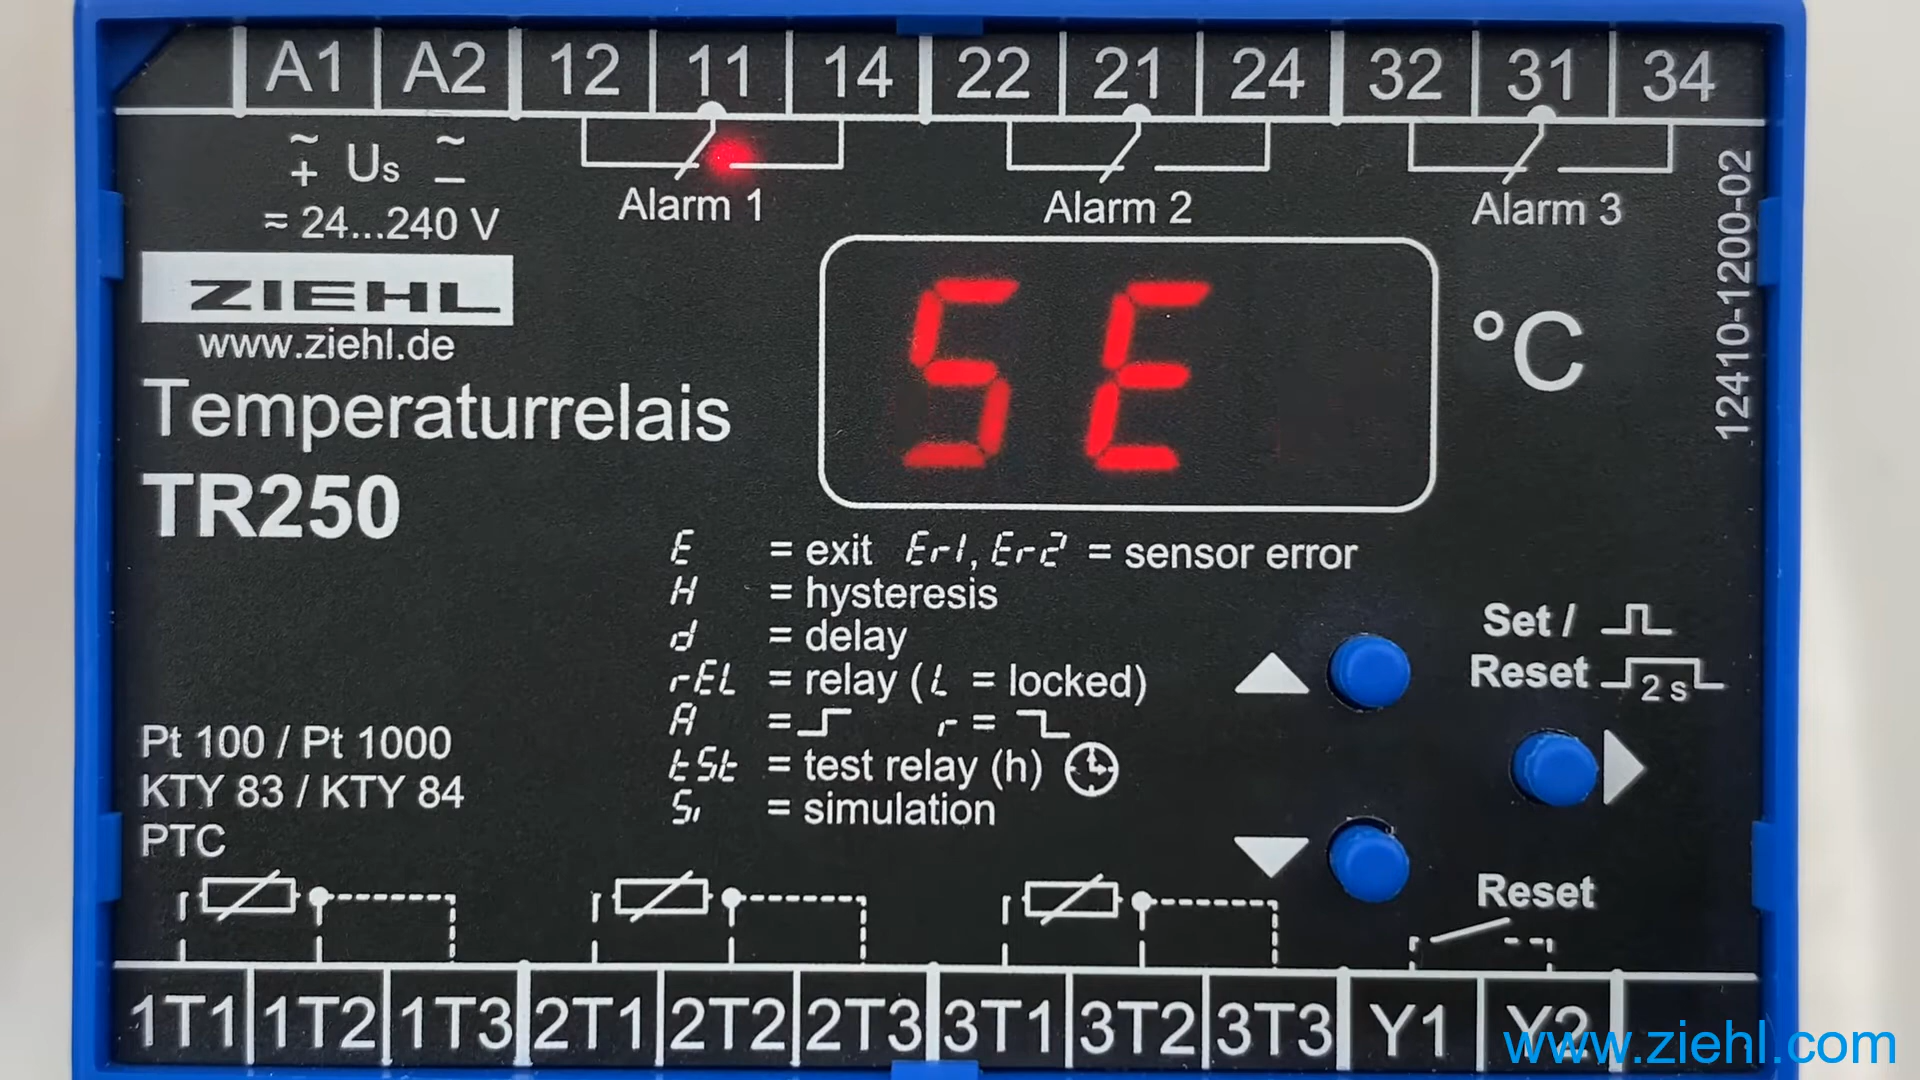 A1 A2 12 11 14 22 21 24 32 31 34
~ Us ~
+ −
≂ 24...240 V
Alarm 1 Alarm 2 Alarm 3
12410-1200-02
ZIEHL
www.ziehl.de
SE °C
Temperaturrelais
TR250
E = exit Er1, Er2 = sensor error
H = hysteresis
d = delay
rEL = relay (L = locked)
A = r =
tSt = test relay (h)
Si = simulation
Set /
Reset 2 s
Pt 100 / Pt 1000
KTY 83 / KTY 84
PTC
Reset
1T1 1T2 1T3 2T1 2T2 2T3 3T1 3T2 3T3 Y1 Y2
www.ziehl.com